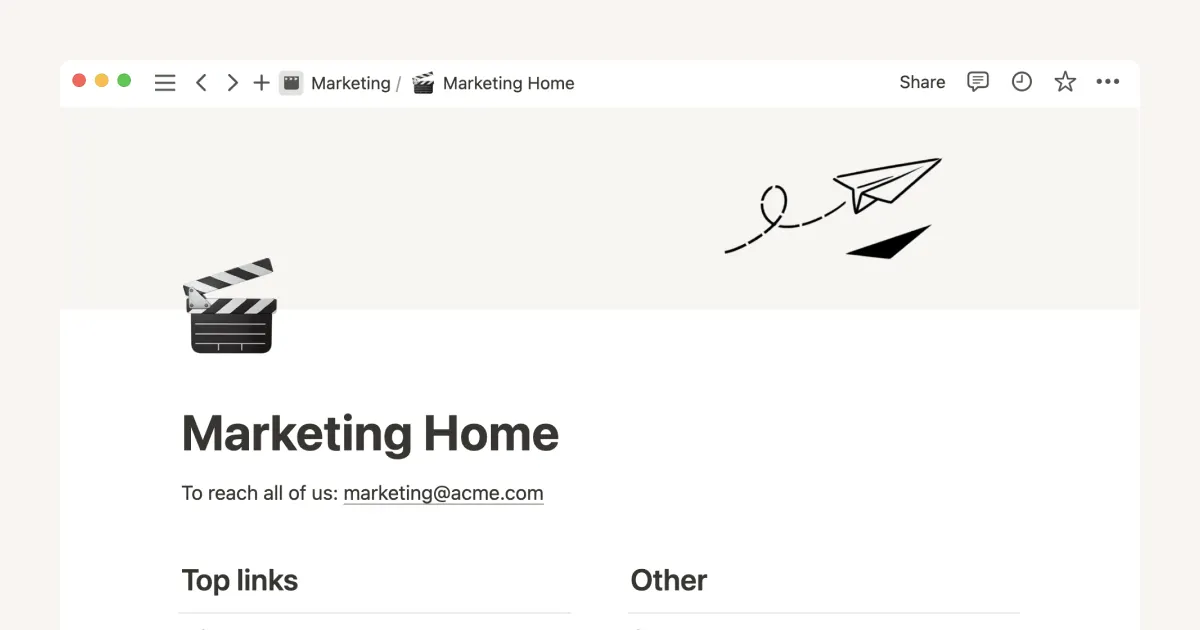 Marketing / Marketing Home
Share
Marketing Home
To reach all of us: marketing@acme.com
Top links
Other